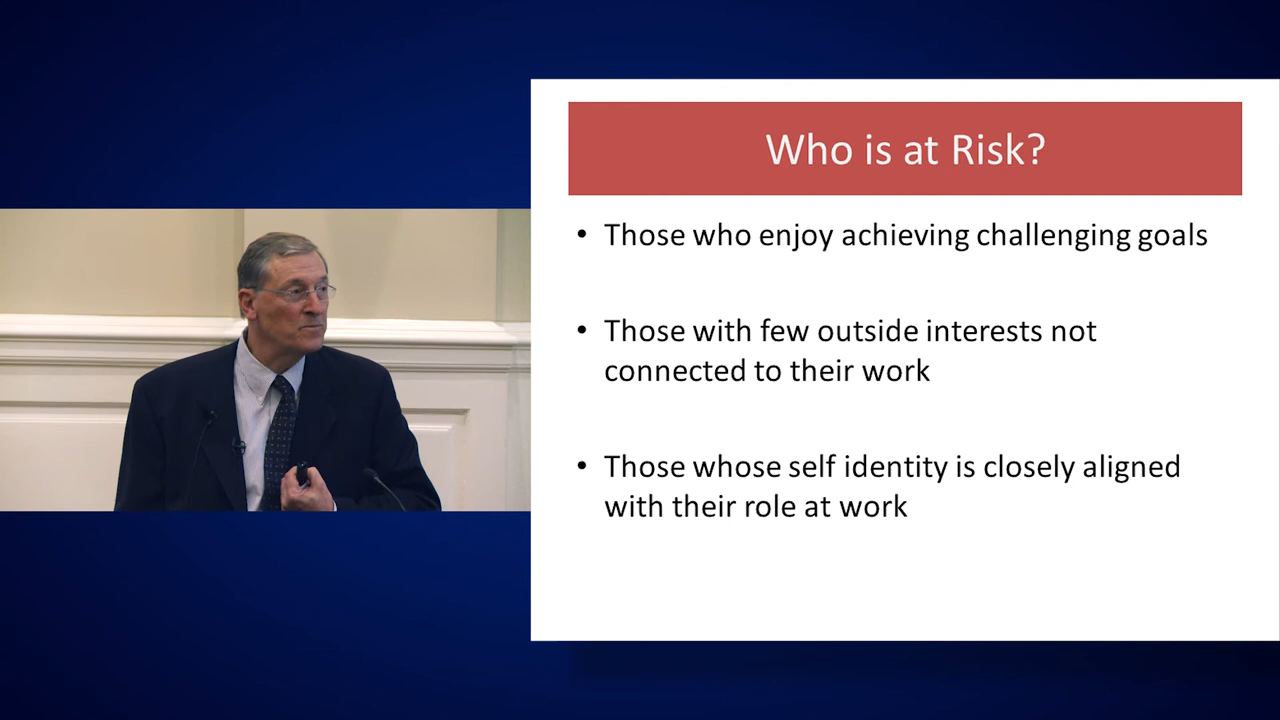 Who is at Risk?
• Those who enjoy achieving challenging goals
• Those with few outside interests not
connected to their work
• Those whose self identity is closely aligned
with their role at work